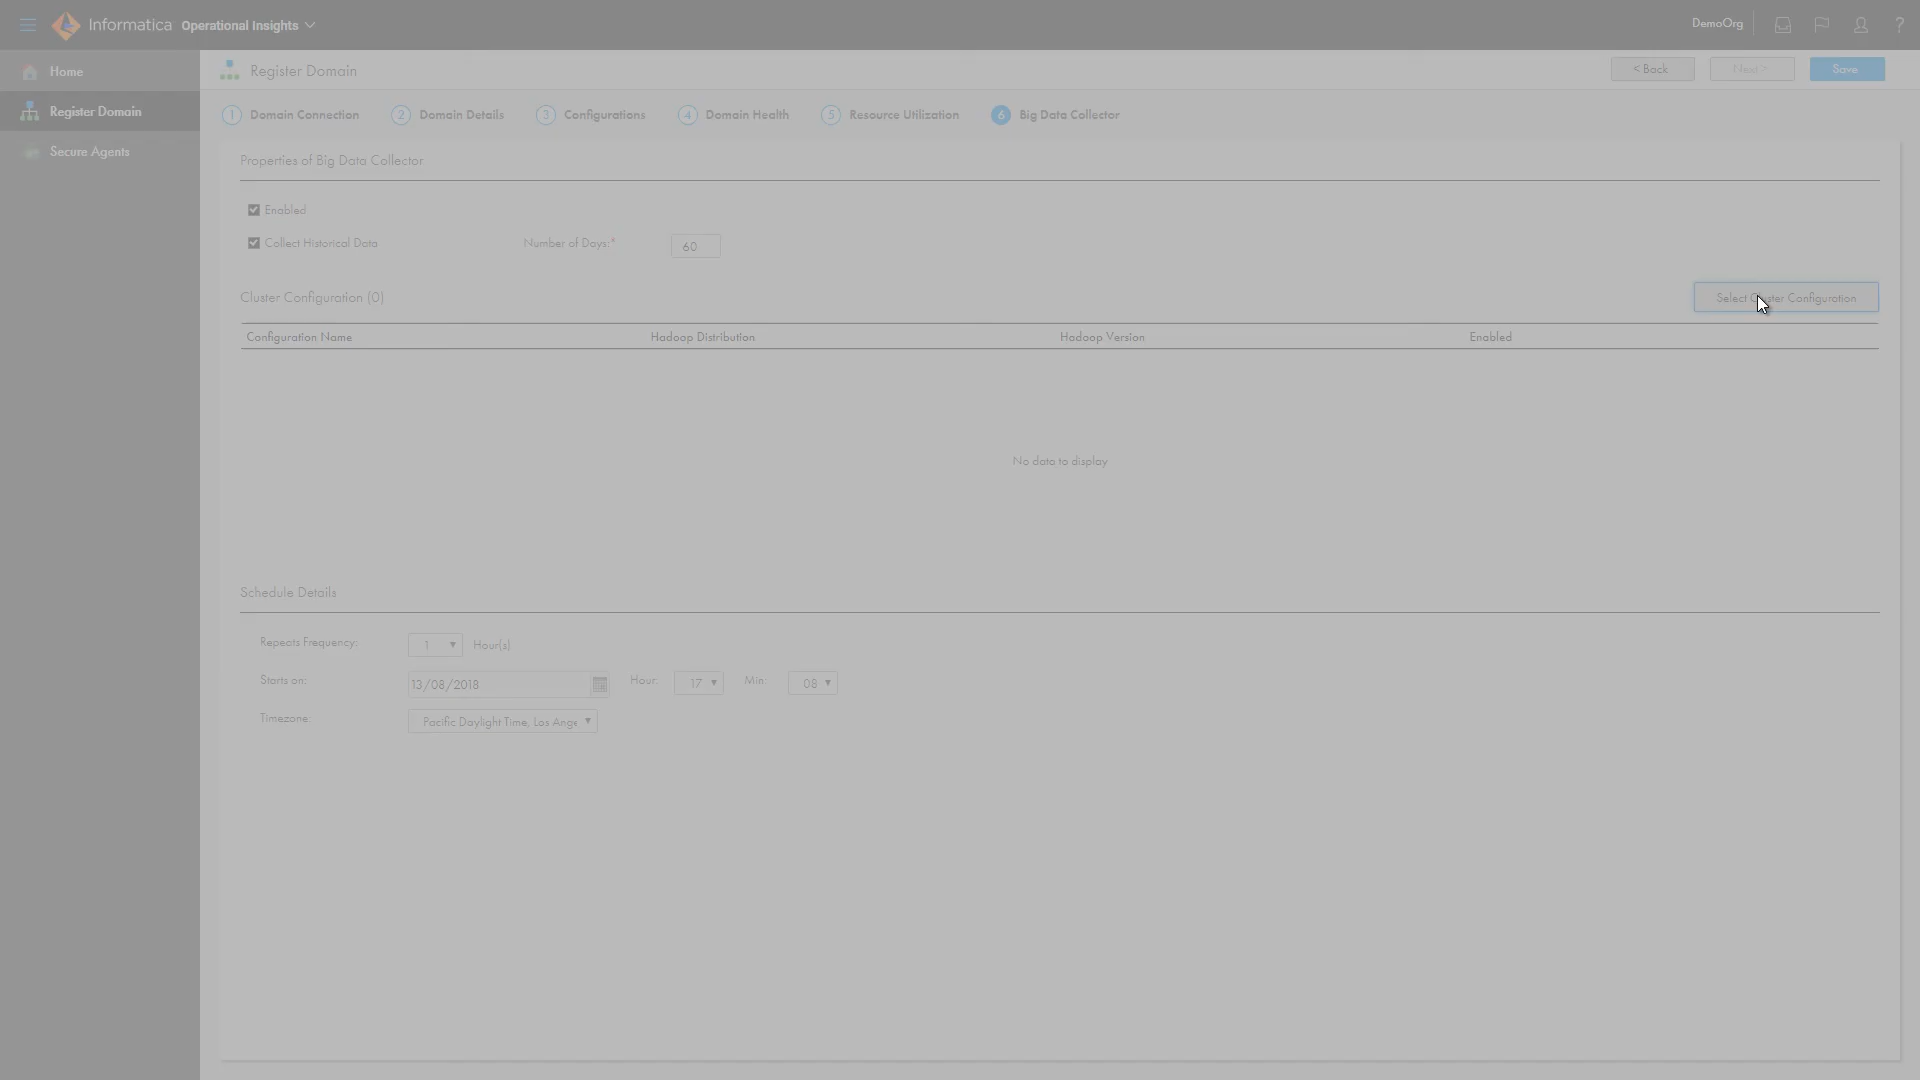 Informatica Operational Insights
DemoOrg
?
Home
Register Domain
Secure Agents
Register Domain
< Back
Next >
Save
1 Domain Connection
2 Domain Details
3 Configurations
4 Domain Health
5 Resource Utilization
6 Big Data Collector
Properties of Big Data Collector
Enabled
Collect Historical Data
Number of Days:*
60
Cluster Configuration (0)
Select Cluster Configuration
Configuration Name
Hadoop Distribution
Hadoop Version
Enabled
No data to display
Schedule Details
Repeats Frequency:
1
Hour(s)
Starts on:
13/08/2018
Hour:
17
Min:
08
Timezone:
Pacific Daylight Time, Los Ange